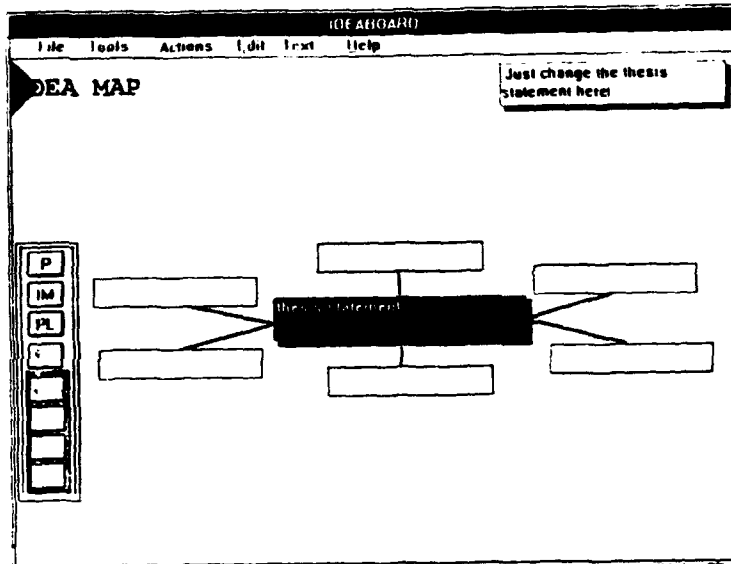 IDEABOARD
File Tools Actions Edit Text Help
IDEA MAP
Just change the thesis
statement here!
P
IM
PL
thesis statement